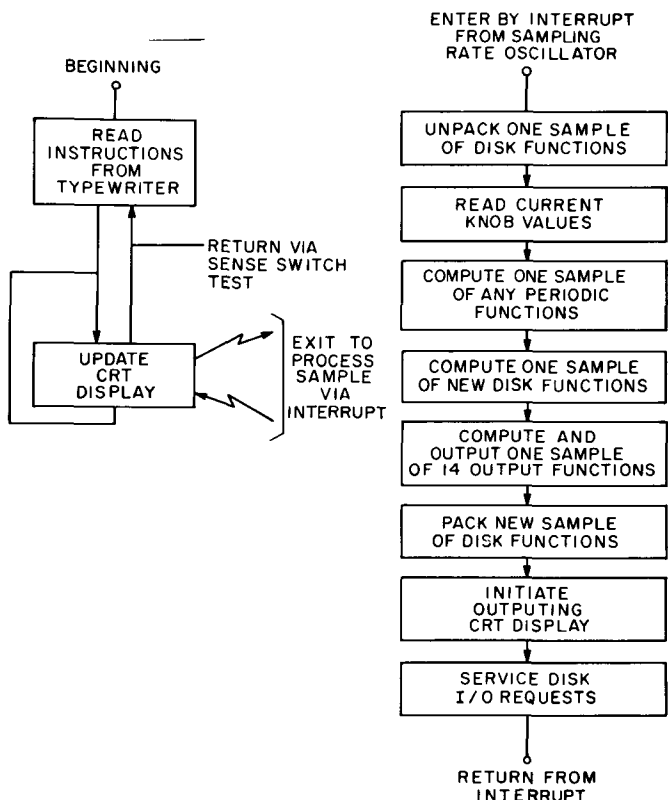 BEGINNING
READ
INSTRUCTIONS
FROM
TYPEWRITER
RETURN VIA
SENSE SWITCH
TEST
UPDATE
CRT
DISPLAY
EXIT TO
PROCESS
SAMPLE
VIA
INTERRUPT
ENTER BY INTERRUPT
FROM SAMPLING
RATE OSCILLATOR
UNPACK ONE SAMPLE
OF DISK FUNCTIONS
READ CURRENT
KNOB VALUES
COMPUTE ONE SAMPLE
OF ANY PERIODIC
FUNCTIONS
COMPUTE ONE SAMPLE
OF NEW DISK FUNCTIONS
COMPUTE AND
OUTPUT ONE SAMPLE
OF 14 OUTPUT FUNCTIONS
PACK NEW SAMPLE
OF DISK FUNCTIONS
INITIATE
OUTPUTING
CRT DISPLAY
SERVICE DISK
I/O REQUESTS
RETURN FROM
INTERRUPT